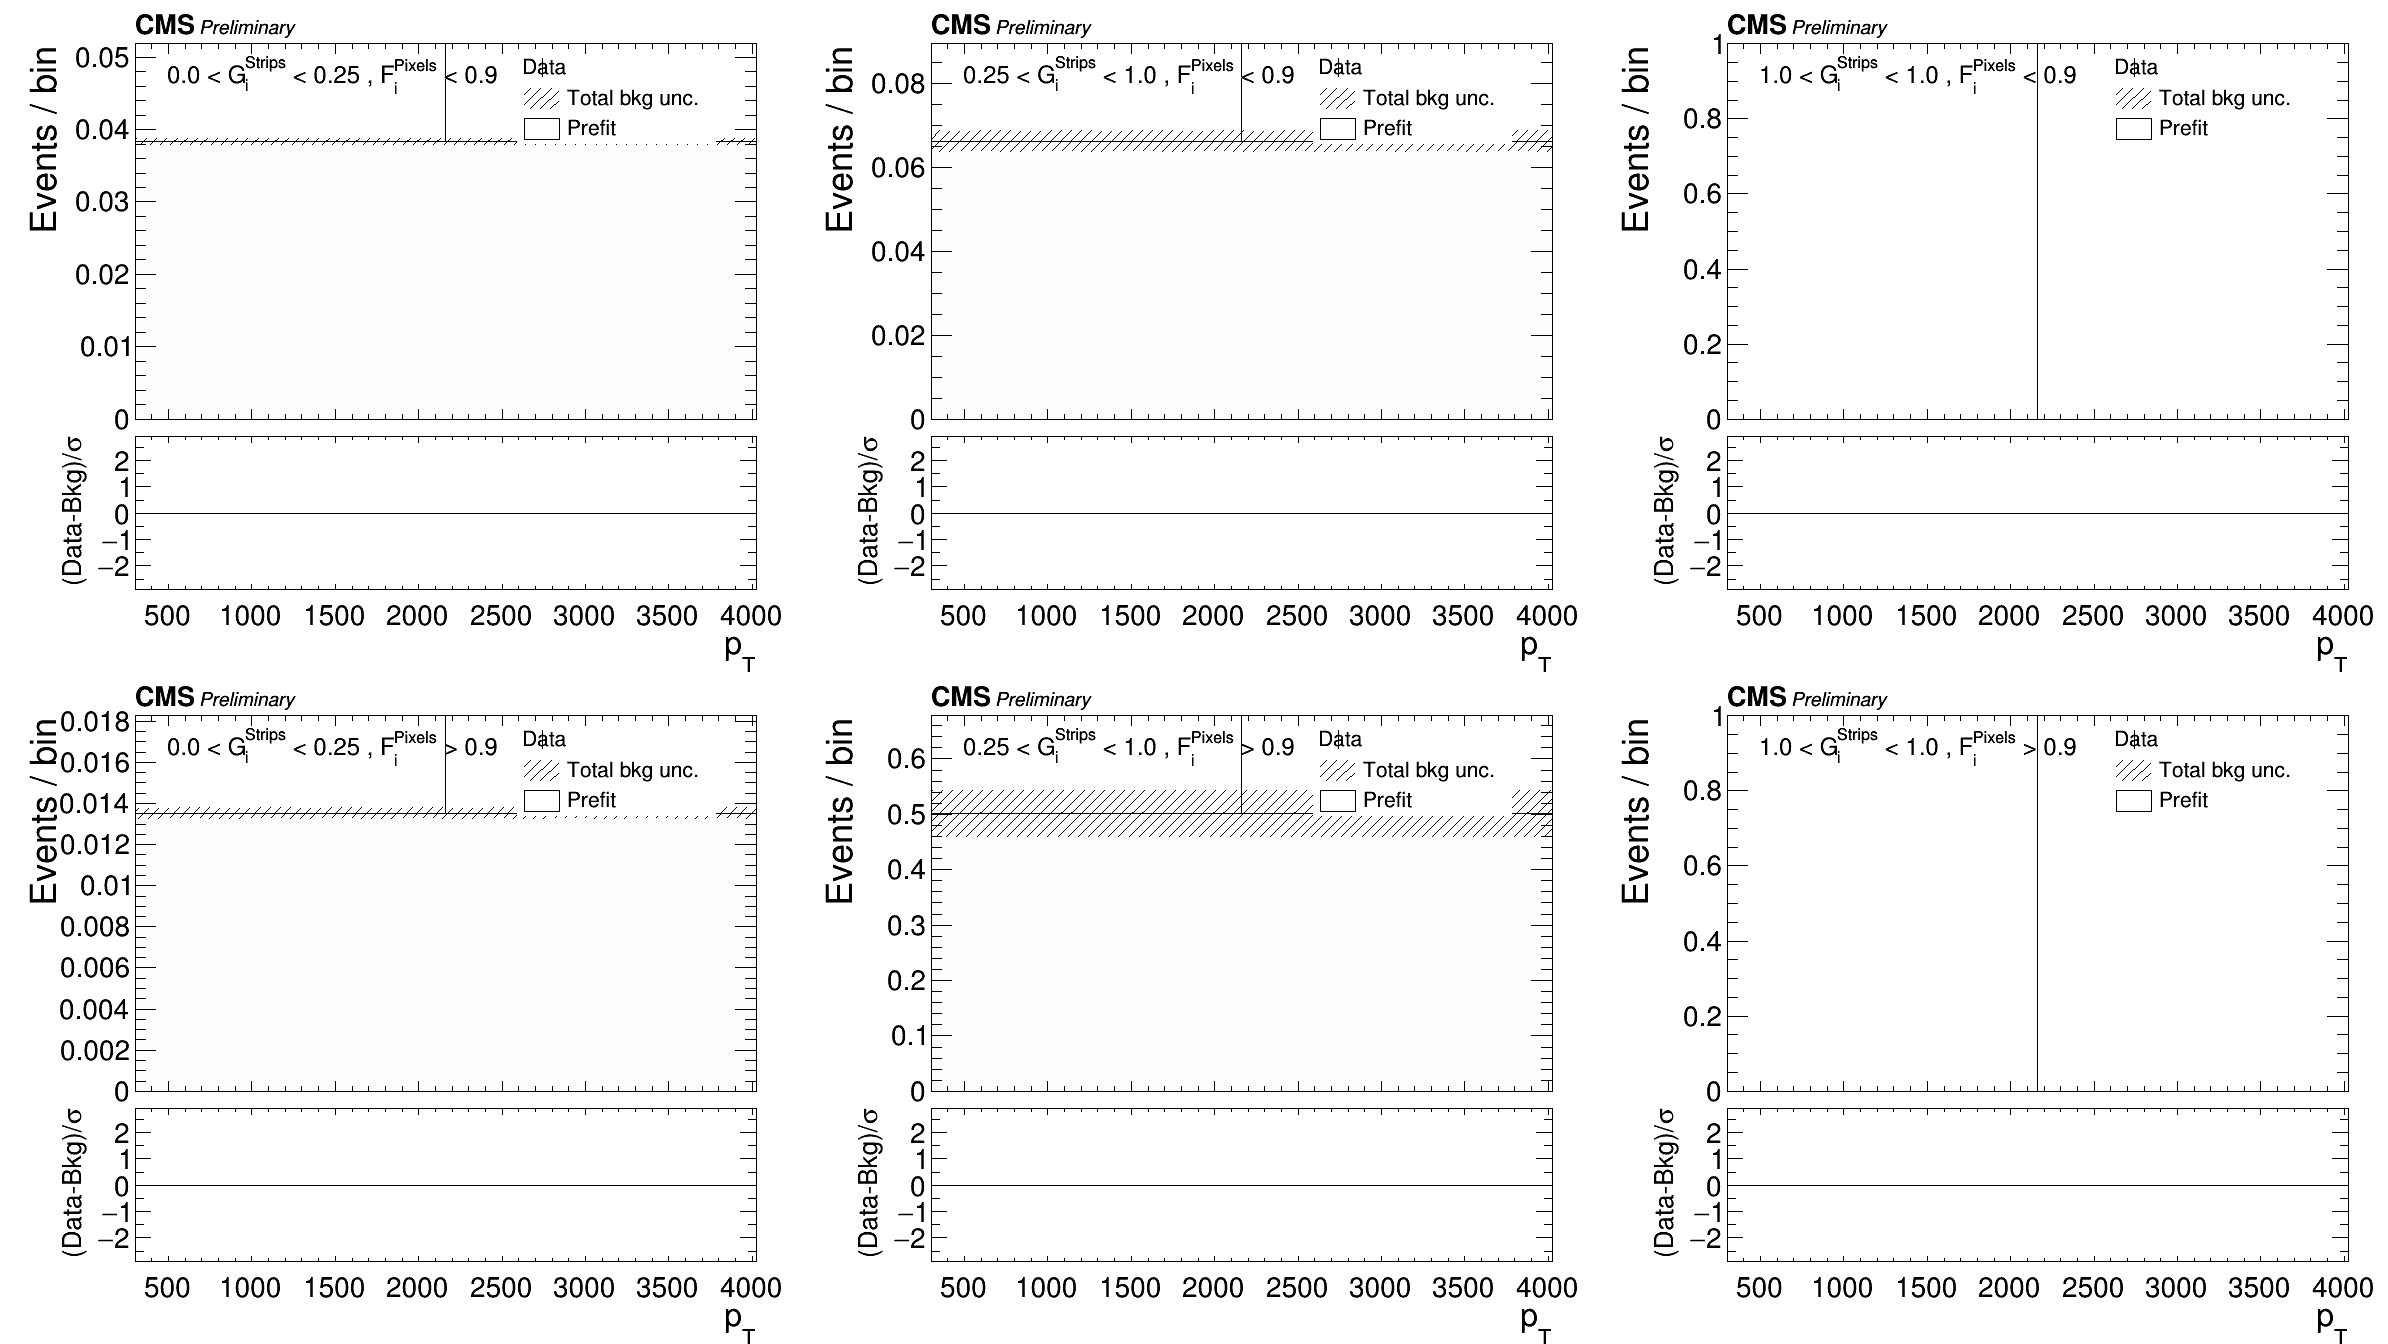 CMS Preliminary
Events / bin
0.0 < G_i^Strips < 0.25 , F_i^Pixels < 0.9
Data
Total bkg unc.
Prefit
0.05
0.04
0.03
0.02
0.01
0
(Data-Bkg)/σ
2
1
0
−1
−2
500 1000 1500 2000 2500 3000 3500 4000
p_T
CMS Preliminary
Events / bin
0.25 < G_i^Strips < 1.0 , F_i^Pixels < 0.9
Data
Total bkg unc.
Prefit
0.08
0.06
0.04
0.02
0
(Data-Bkg)/σ
2
1
0
−1
−2
500 1000 1500 2000 2500 3000 3500 4000
p_T
CMS Preliminary
Events / bin
1.0 < G_i^Strips < 1.0 , F_i^Pixels < 0.9
Data
Total bkg unc.
Prefit
1
0.8
0.6
0.4
0.2
0
(Data-Bkg)/σ
2
1
0
−1
−2
500 1000 1500 2000 2500 3000 3500 4000
p_T
CMS Preliminary
Events / bin
0.0 < G_i^Strips < 0.25 , F_i^Pixels > 0.9
Data
Total bkg unc.
Prefit
0.018
0.016
0.014
0.012
0.01
0.008
0.006
0.004
0.002
0
(Data-Bkg)/σ
2
1
0
−1
−2
500 1000 1500 2000 2500 3000 3500 4000
p_T
CMS Preliminary
Events / bin
0.25 < G_i^Strips < 1.0 , F_i^Pixels > 0.9
Data
Total bkg unc.
Prefit
0.6
0.5
0.4
0.3
0.2
0.1
0
(Data-Bkg)/σ
2
1
0
−1
−2
500 1000 1500 2000 2500 3000 3500 4000
p_T
CMS Preliminary
Events / bin
1.0 < G_i^Strips < 1.0 , F_i^Pixels > 0.9
Data
Total bkg unc.
Prefit
1
0.8
0.6
0.4
0.2
0
(Data-Bkg)/σ
2
1
0
−1
−2
500 1000 1500 2000 2500 3000 3500 4000
p_T